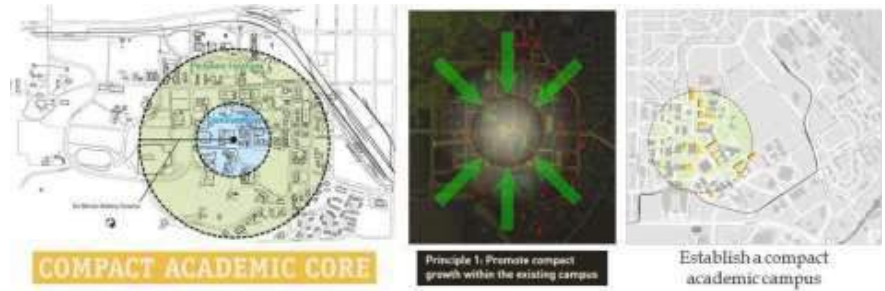 COMPACT ACADEMIC CORE
Principle 1: Promote compact
growth within the existing campus
Establish a compact
academic campus